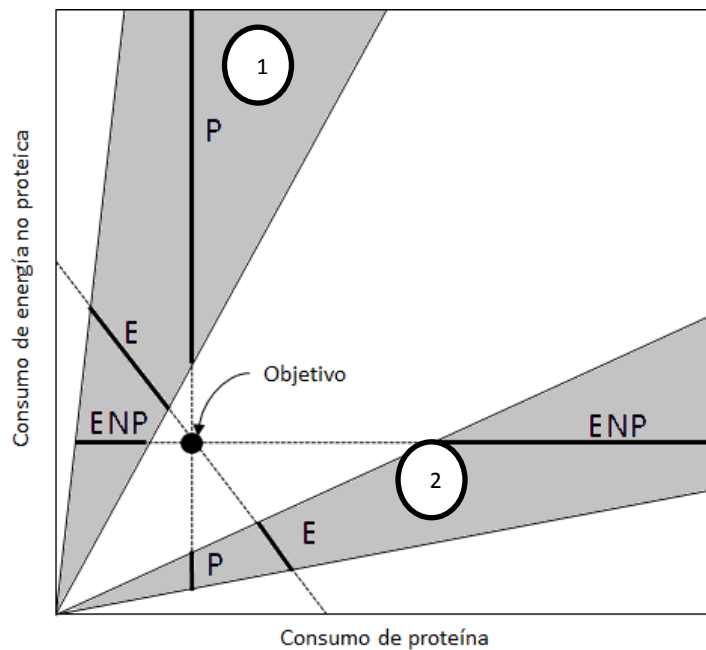 1
P
Consumo de energía no proteica
E
Objetivo
ENP
ENP
2
E
P
Consumo de proteína